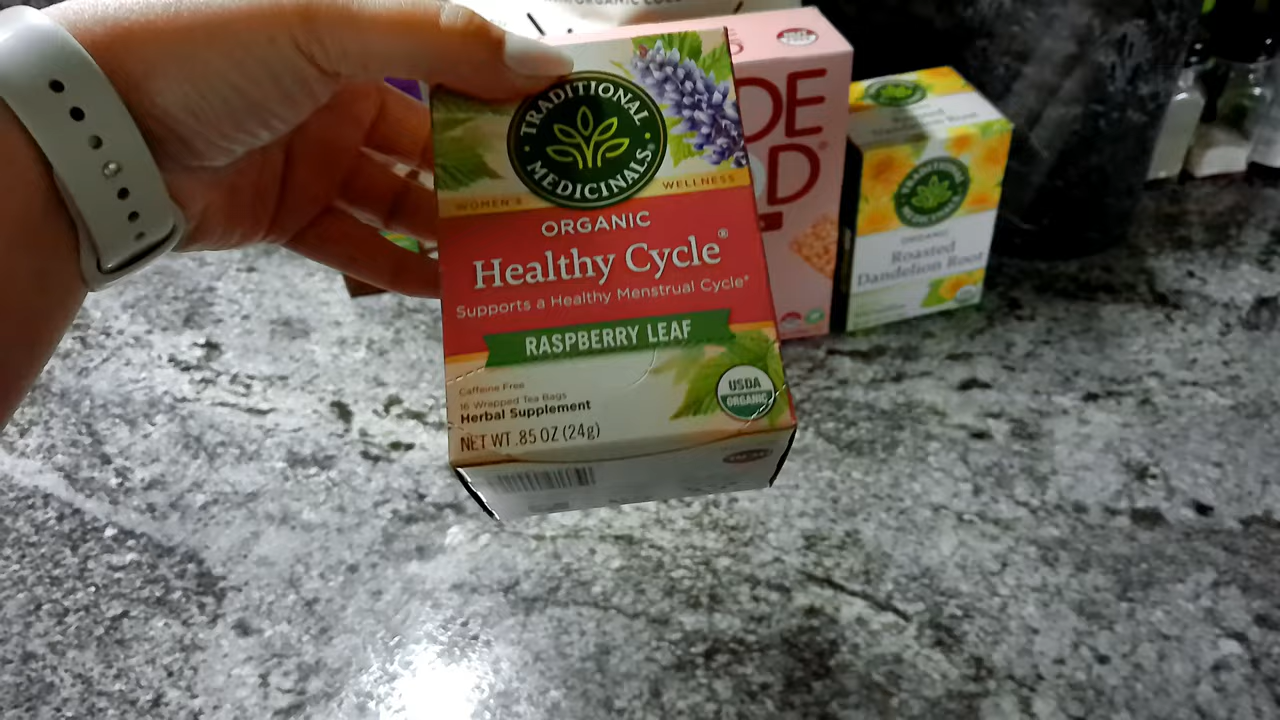 TRADITIONAL
MEDICINALS®
WOMEN'S
WELLNESS
ORGANIC
Healthy Cycle®
Supports a Healthy Menstrual Cycle*
RASPBERRY LEAF
Caffeine Free
16 Wrapped Tea Bags
Herbal Supplement
NET WT .85 OZ (24g)
USDA
ORGANIC
TRADITIONAL
MEDICINALS
ORGANIC
Roasted
Dandelion Root